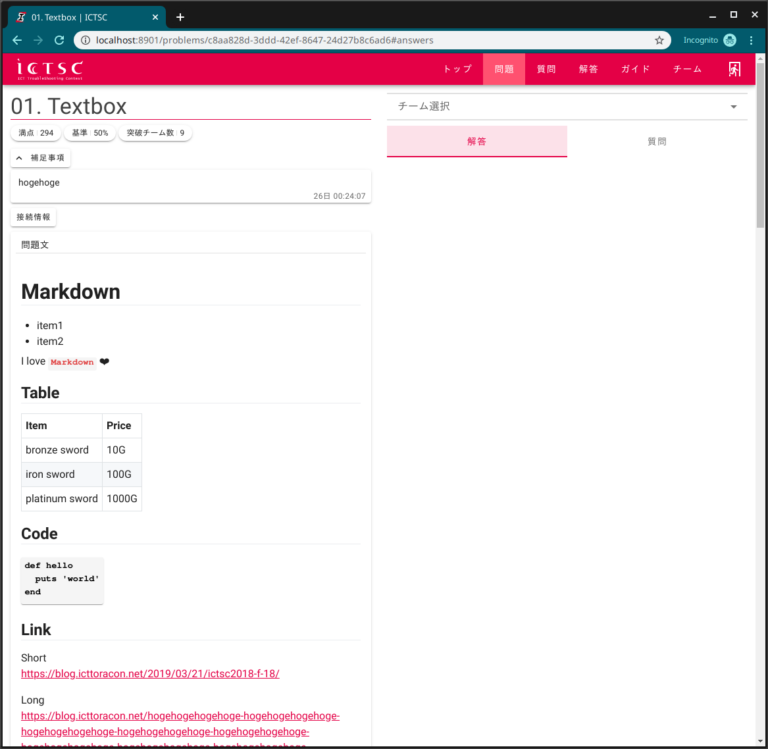 01. Textbox | ICTSC
localhost:8901/problems/c8aa828d-3ddd-42ef-8647-24d27b8c6ad6#answers
Incognito
ICTSC
ICT Troubleshooting Contest
トップ 問題 質問 解答 ガイド チーム
01. Textbox
満点 : 294 基準 : 50% 突破チーム数 : 9
補足事項
hogehoge
26日 00:24:07
接続情報
問題文
Markdown
item1
item2
I love Markdown ❤
Table
Item Price
bronze sword 10G
iron sword 100G
platinum sword 1000G
Code
def hello
puts 'world'
end
Link
Short
https://blog.icttoracon.net/2019/03/21/ictsc2018-f-18/
Long
https://blog.icttoracon.net/hogehogehogehoge-hogehogehogehoge-
hogehogehogehoge-hogehogehogehoge-hogehogehogehoge-
hogehogehogehoge-hogehogehogehoge-hogehogehogehoge-
チーム選択
解答 質問